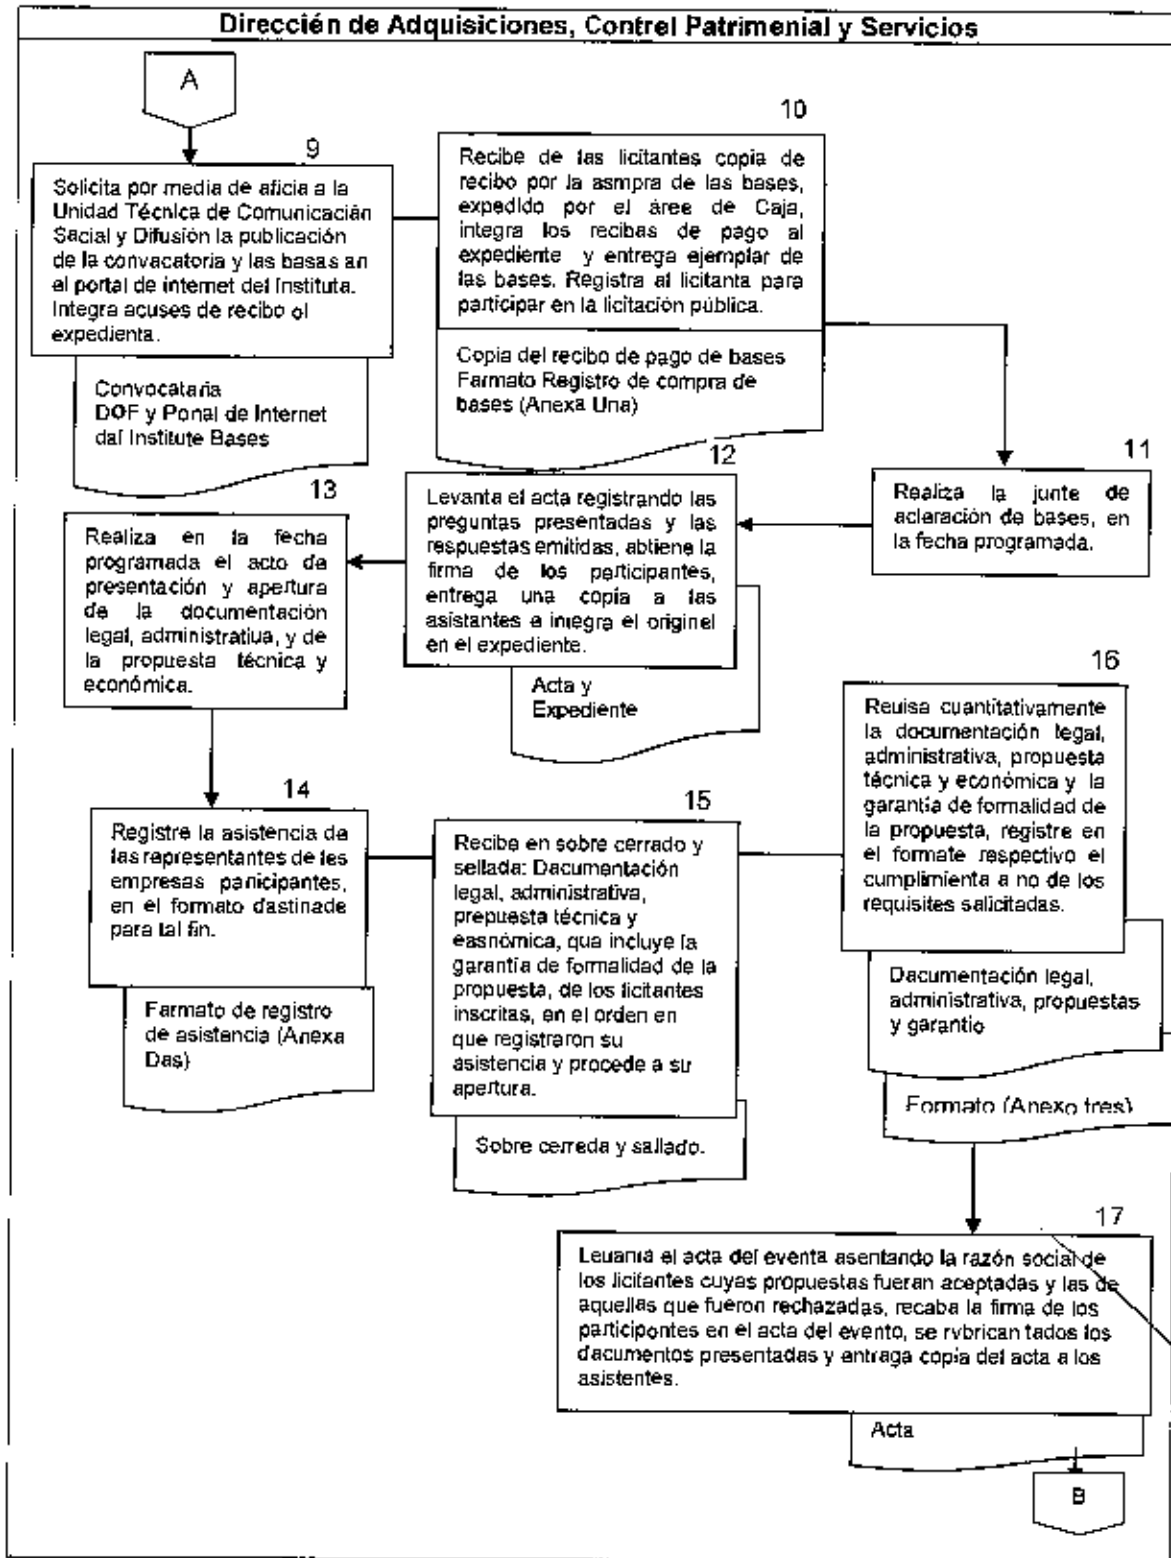 Direccién de Adquisiciones, Contrel Patrimenial y Servicios
A
9
Solicita por media de aficia a la
Unidad Técnica de Comunicacián
Sacial y Difusión la publicación
de la convacatoria y las basas an
el portal de internet del Instituta.
Integra acuses de recibo ol
expedienta.
Convocataria
DOF y Ponal de Internet
daf Institute Bases
10
Recibe de las licitantes copia de
recibo por la asmpra de las bases,
expedido por el áree de Caja,
integra los recibas de pago al
expediente y entrega ejemplar de
las bases. Registra al licitanta para
participar en la licitación pública.
Copia del recibo de pago de bases
Farmato Registro de compra de
bases (Anexa Una)
11
Realiza la junte de
acleración de bases, en
la fecha programada.
12
Levanta el acta registrando las
preguntas presentadas y las
respuestas emitidas, abtiene la
firma de los perticipantes,
entrega una copia a las
asistantes e integra el originel
en el expediente.
Acta y
Expediente
13
Realiza en la fecha
programada el acto da
presentación y apertura
de la documentación
legal, administratiua, y de
la propuesta técnica y
económica.
14
Registre la asistencia de
las representantes de les
empresas participantes,
en el formato dastinade
para tal fin.
Farmato de registro
de asistencia (Anexa
Das)
15
Recibe en sobre cerrado y
sellada: Dacumentación
legal, administrativa,
prepuesta técnica y
easnómica, qua incluye la
garantía de formalidad de la
propuesta, de los licitantes
inscritas, en el orden en
que registraron su
asistencia y procede a su
apertura.
Sobre cerreda y sallado.
16
Reuisa cuantitativamente
la documentación legal,
administrativa, propuesta
técnica y económica y la
garantía de formalidad de
la propuesta, registre en
el formate respectivo el
cumplimienta a no de los
requisites salicitadas.
Dacumentación legal,
administrativa, propuestas
y garantio
Formato (Anexo tres)
17
Leuanta el acta del eventa asentando la razón social de
los licitantes cuyas propuestas fueran aceptadas y las de
aquellas que fueron rechazadas, recaba la firma de los
participontes en el acta del evento, se rvbrican tados los
dacumentos presentadas y antraga copia del acta a los
asistentes.
Acta
B